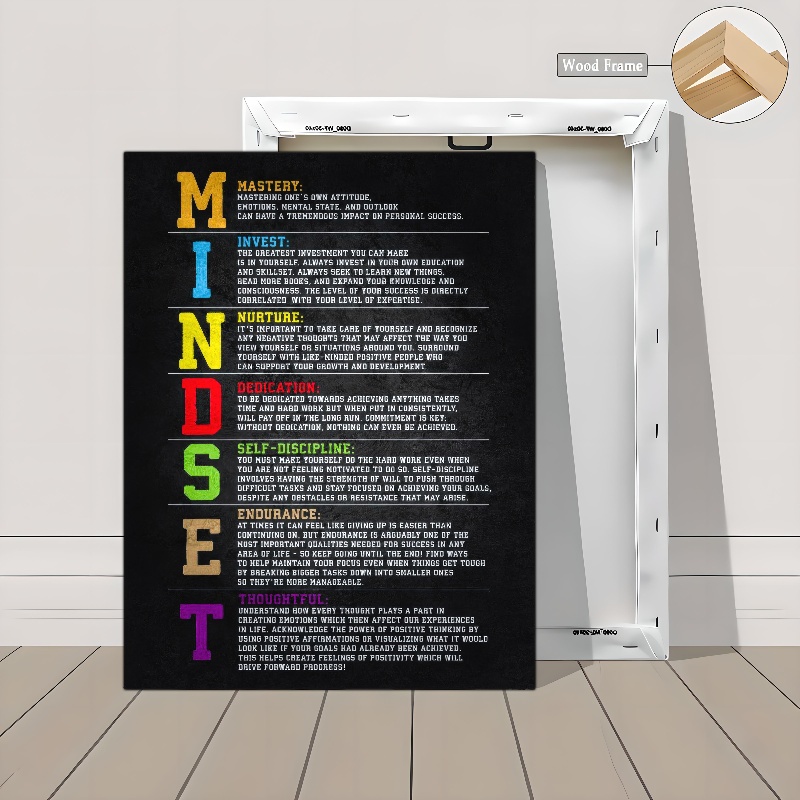 Wood Frame
M
MASTERY:
MASTERING ONE'S OWN ATTITUDE,
EMOTIONS, MENTAL STATE, AND OUTLOOK
CAN HAVE A TREMENDOUS IMPACT ON PERSONAL SUCCESS.
I
INVEST:
THE GREATEST INVESTMENT YOU CAN MAKE
IS IN YOURSELF. ALWAYS INVEST IN YOUR OWN EDUCATION
AND SKILLSET. ALWAYS SEEK TO LEARN NEW THINGS,
READ MORE BOOKS, AND EXPAND YOUR KNOWLEDGE AND
CONSCIOUSNESS. THE LEVEL OF YOUR SUCCESS IS DIRECTLY
CORRELATED WITH YOUR LEVEL OF EXPERTISE.
N
NURTURE:
IT'S IMPORTANT TO TAKE CARE OF YOURSELF AND RECOGNIZE
ANY NEGATIVE THOUGHTS THAT MAY AFFECT THE WAY YOU
VIEW YOURSELF OR SITUATIONS AROUND YOU. SURROUND
YOURSELF WITH LIKE-MINDED POSITIVE PEOPLE WHO
CAN SUPPORT YOUR GROWTH AND DEVELOPMENT
D
DEDICATION:
TO BE DEDICATED TOWARDS ACHIEVING ANYTHING TAKES
TIME AND HARD WORK BUT WHEN PUT IN CONSISTENTLY,
WILL PAY OFF IN THE LONG RUN. COMMITMENT IS KEY:
WITHOUT DEDICATION, NOTHING CAN EVER BE ACHIEVED.
S
SELF-DISCIPLINE:
YOU MUST MAKE YOURSELF DO THE HARD WORK EVEN WHEN
YOU ARE NOT FEELING MOTIVATED TO DO SO. SELF-DISCIPLINE
INVOLVES HAVING THE STRENGTH OF WILL TO PUSH THROUGH
DIFFICULT TASKS AND STAY FOCUSED ON ACHIEVING YOUR GOALS,
DESPITE ANY OBSTACLES OR RESISTANCE THAT MAY ARISE.
E
ENDURANCE:
AT TIMES IT CAN FEEL LIKE GIVING UP IS EASIER THAN
CONTINUING ON, BUT ENDURANCE IS ARGUABLY ONE OF THE
MOST IMPORTANT QUALITIES NEEDED FOR SUCCESS IN ANY
AREA OF LIFE - SO KEEP GOING UNTIL THE END! FIND WAYS
TO HELP MAINTAIN YOUR FOCUS EVEN WHEN THINGS GET TOUGH
BY BREAKING BIGGER TASKS DOWN INTO SMALLER ONES
SO THEY'RE MORE MANAGEABLE.
T
THOUGHTFUL:
UNDERSTAND HOW EVERY THOUGHT PLAYS A PART IN
CREATING EMOTIONS WHICH THEN AFFECT OUR EXPERIENCES
IN LIFE. ACKNOWLEDGE THE POWER OF POSITIVE THINKING BY
USING POSITIVE AFFIRMATIONS OR VISUALIZING WHAT IT WOULD
LOOK LIKE IF YOUR GOALS HAD ALREADY BEEN ACHIEVED.
THIS HELPS CREATE FEELINGS OF POSITIVITY WHICH WILL
DRIVE FORWARD PROGRESS!